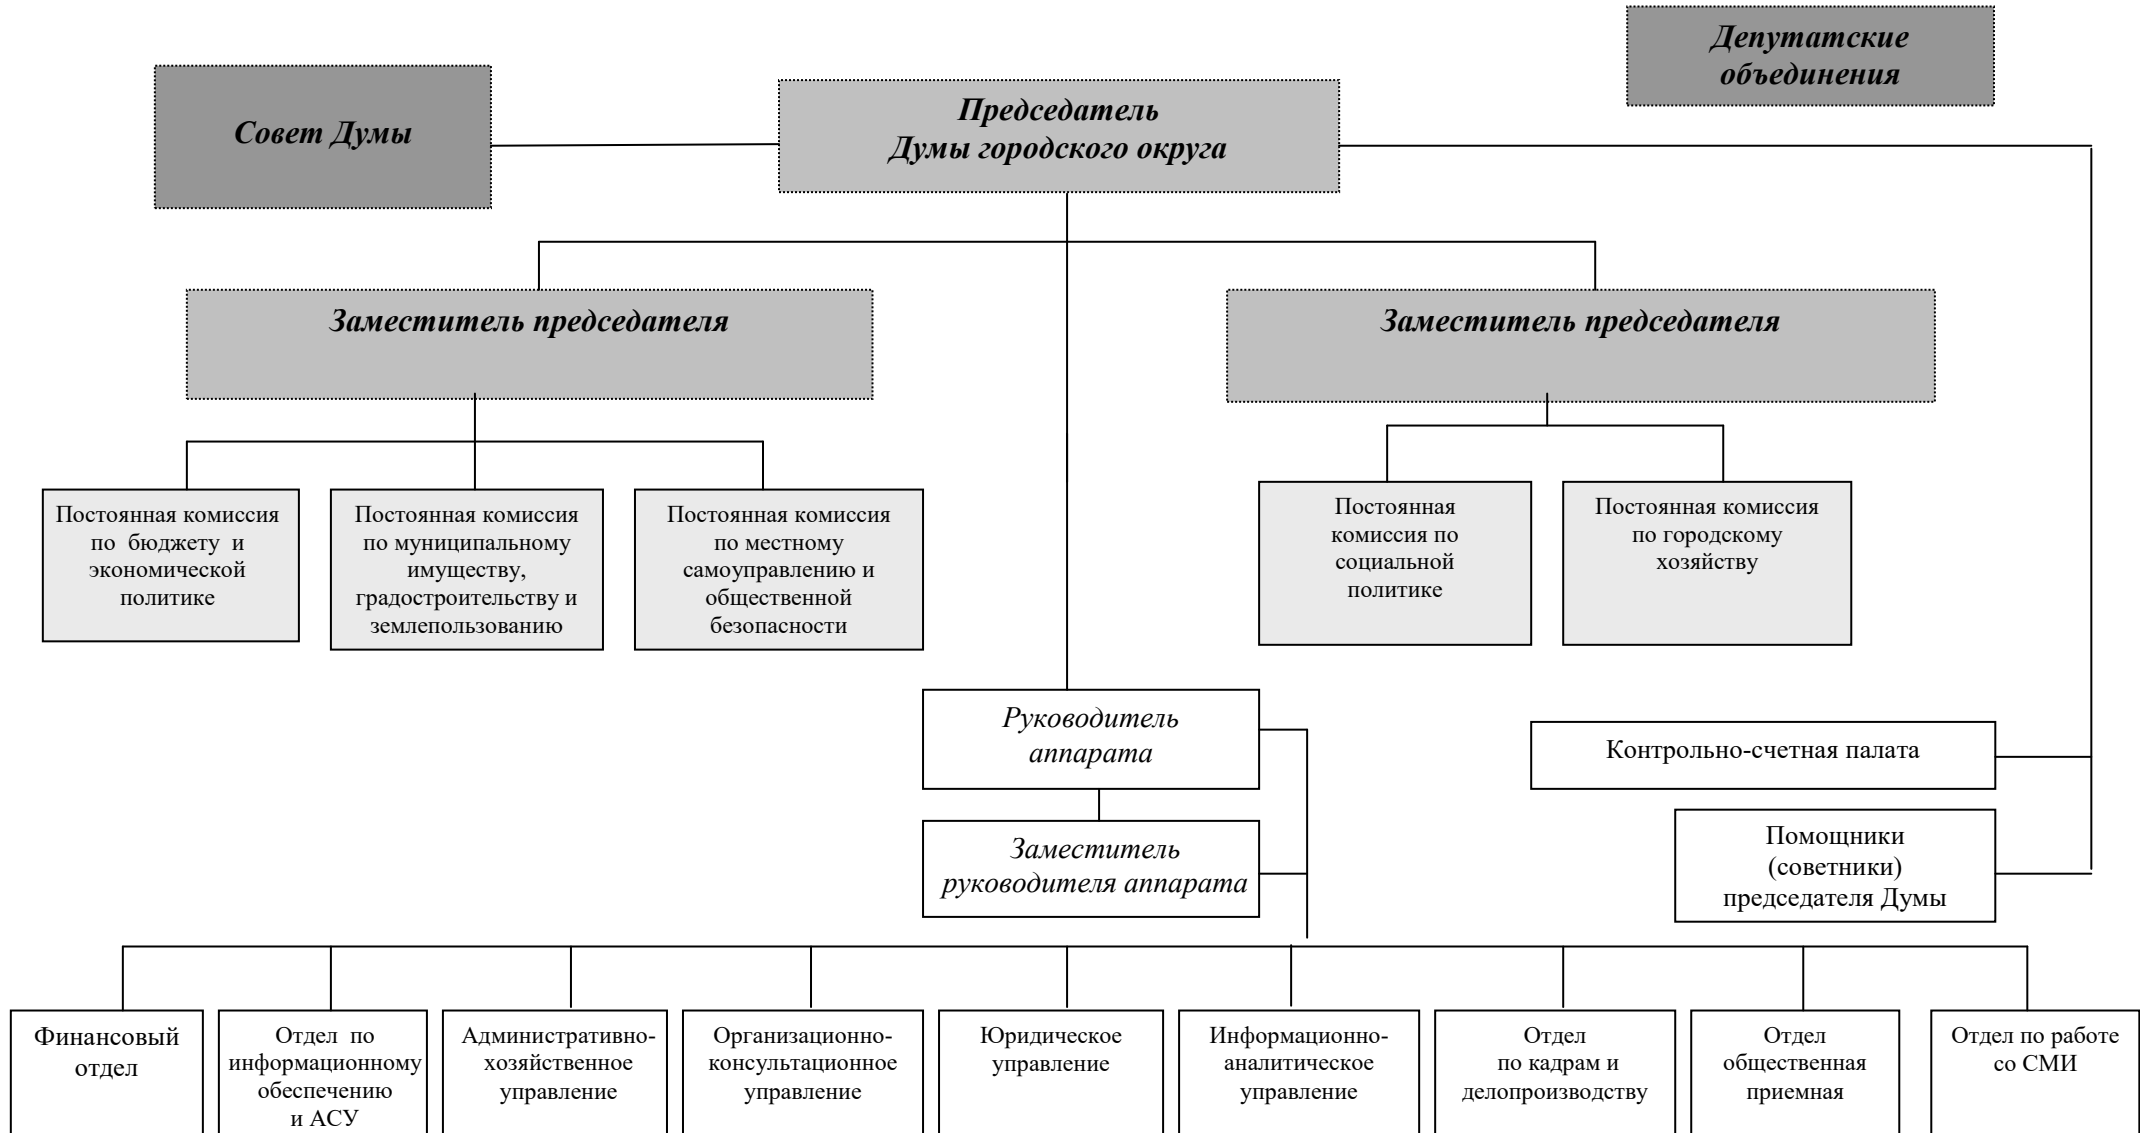 Депутатские
объединения
Совет Думы
Председатель
Думы городского округа
Заместитель председателя
Заместитель председателя
Постоянная комиссия
по бюджету и
экономической
политике
Постоянная комиссия
по муниципальному
имуществу,
градостроительству и
землепользованию
Постоянная комиссия
по местному
самоуправлению и
общественной
безопасности
Постоянная
комиссия по
социальной
политике
Постоянная комиссия
по городскому
хозяйству
Руководитель
аппарата
Контрольно-счетная палата
Заместитель
руководителя аппарата
Помощники
(советники)
председателя Думы
Финансовый
отдел
Отдел по
информационному
обеспечению
и АСУ
Административно-
хозяйственное
управление
Организационно-
консультационное
управление
Юридическое
управление
Информационно-
аналитическое
управление
Отдел
по кадрам и
делопроизводству
Отдел
общественная
приемная
Отдел по работе
со СМИ